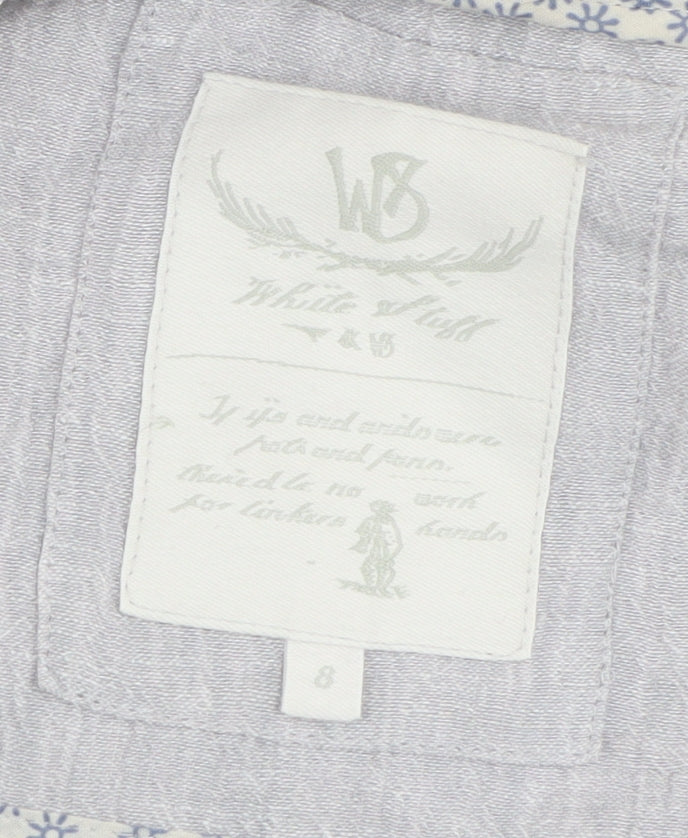 WS
White Stuff
& WS
If ifs and ands were
pots and pans.
there'd be no work
for tinkers hands
8